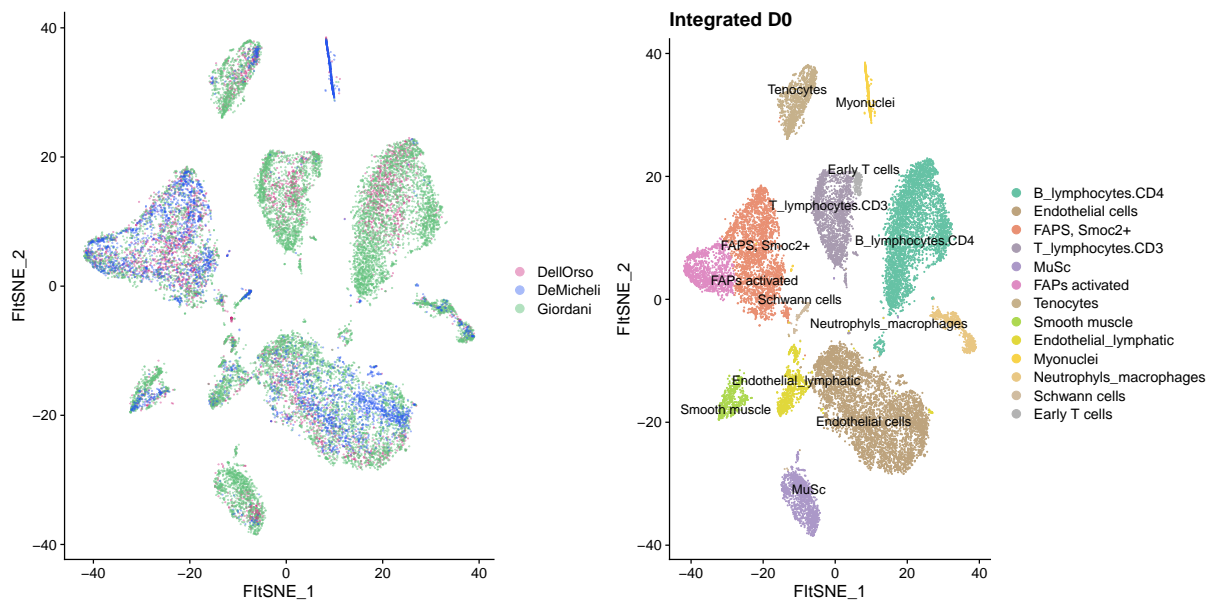 40
20
0
−20
−40
−40
−20
0
20
40
FItSNE_2
FItSNE_1
DellOrso
DeMicheli
Giordani
Integrated D0
40
20
0
−20
−40
−40
−20
0
20
40
FItSNE_2
FItSNE_1
Tenocytes
Myonuclei
Early T cells
T_lymphocytes.CD3
FAPS, Smoc2+
B_lymphocytes.CD4
FAPs activated
Schwann cells
Neutrophyls_macrophages
Endothelial_lymphatic
Smooth muscle
Endothelial cells
MuSc
B_lymphocytes.CD4
Endothelial cells
FAPS, Smoc2+
T_lymphocytes.CD3
MuSc
FAPs activated
Tenocytes
Smooth muscle
Endothelial_lymphatic
Myonuclei
Neutrophyls_macrophages
Schwann cells
Early T cells